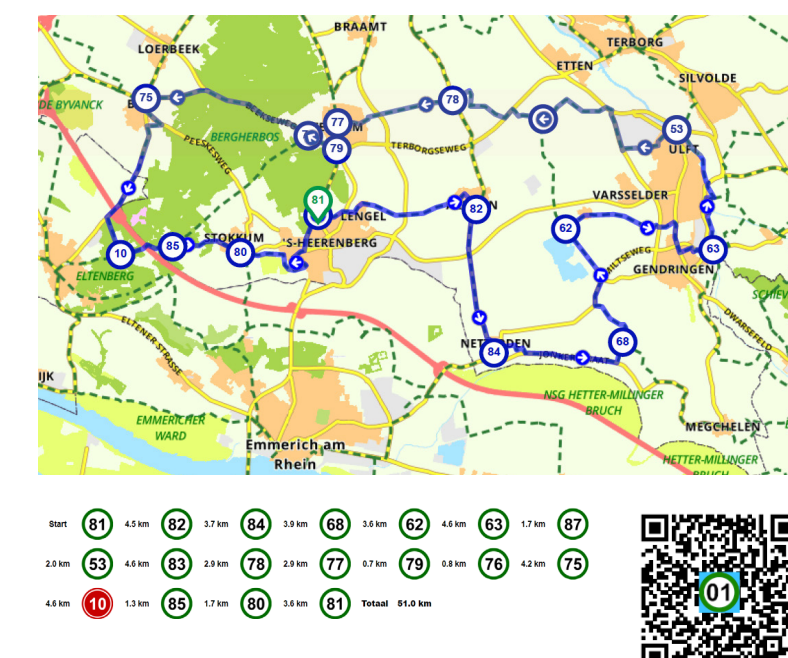 BRAAMT
LOERBEEK
TERBORG
ETTEN
SILVOLDE
75
78
DE BYVANCK
BEEKSEWEG
77
53
BERGHERBOS
PEESKESWEG
79
TERBORGSEWEG
ULFT
81
VARSSELDER
82
LENGEL
62
STOKKUM
'S-HEERENBERG
10
85
80
63
GENDRINGEN
ELTENBERG
DWARSEFELD
ELTENER STRASSE
84
68
NSG HETTER-MILLINGER
BRUCH
EMMERICHER
WARD
MEGCHELEN
Emmerich am
Rhein
HETTER-MILLINGER
BRUCH
Start 81 4.5 km 82 3.7 km 84 3.9 km 68 3.6 km 62 4.6 km 63 1.7 km 87
2.0 km 53 4.6 km 83 2.9 km 78 2.9 km 77 0.7 km 79 0.8 km 76 4.2 km 75
4.6 km 10 1.3 km 85 1.7 km 80 3.6 km 81 Totaal 51.0 km
01